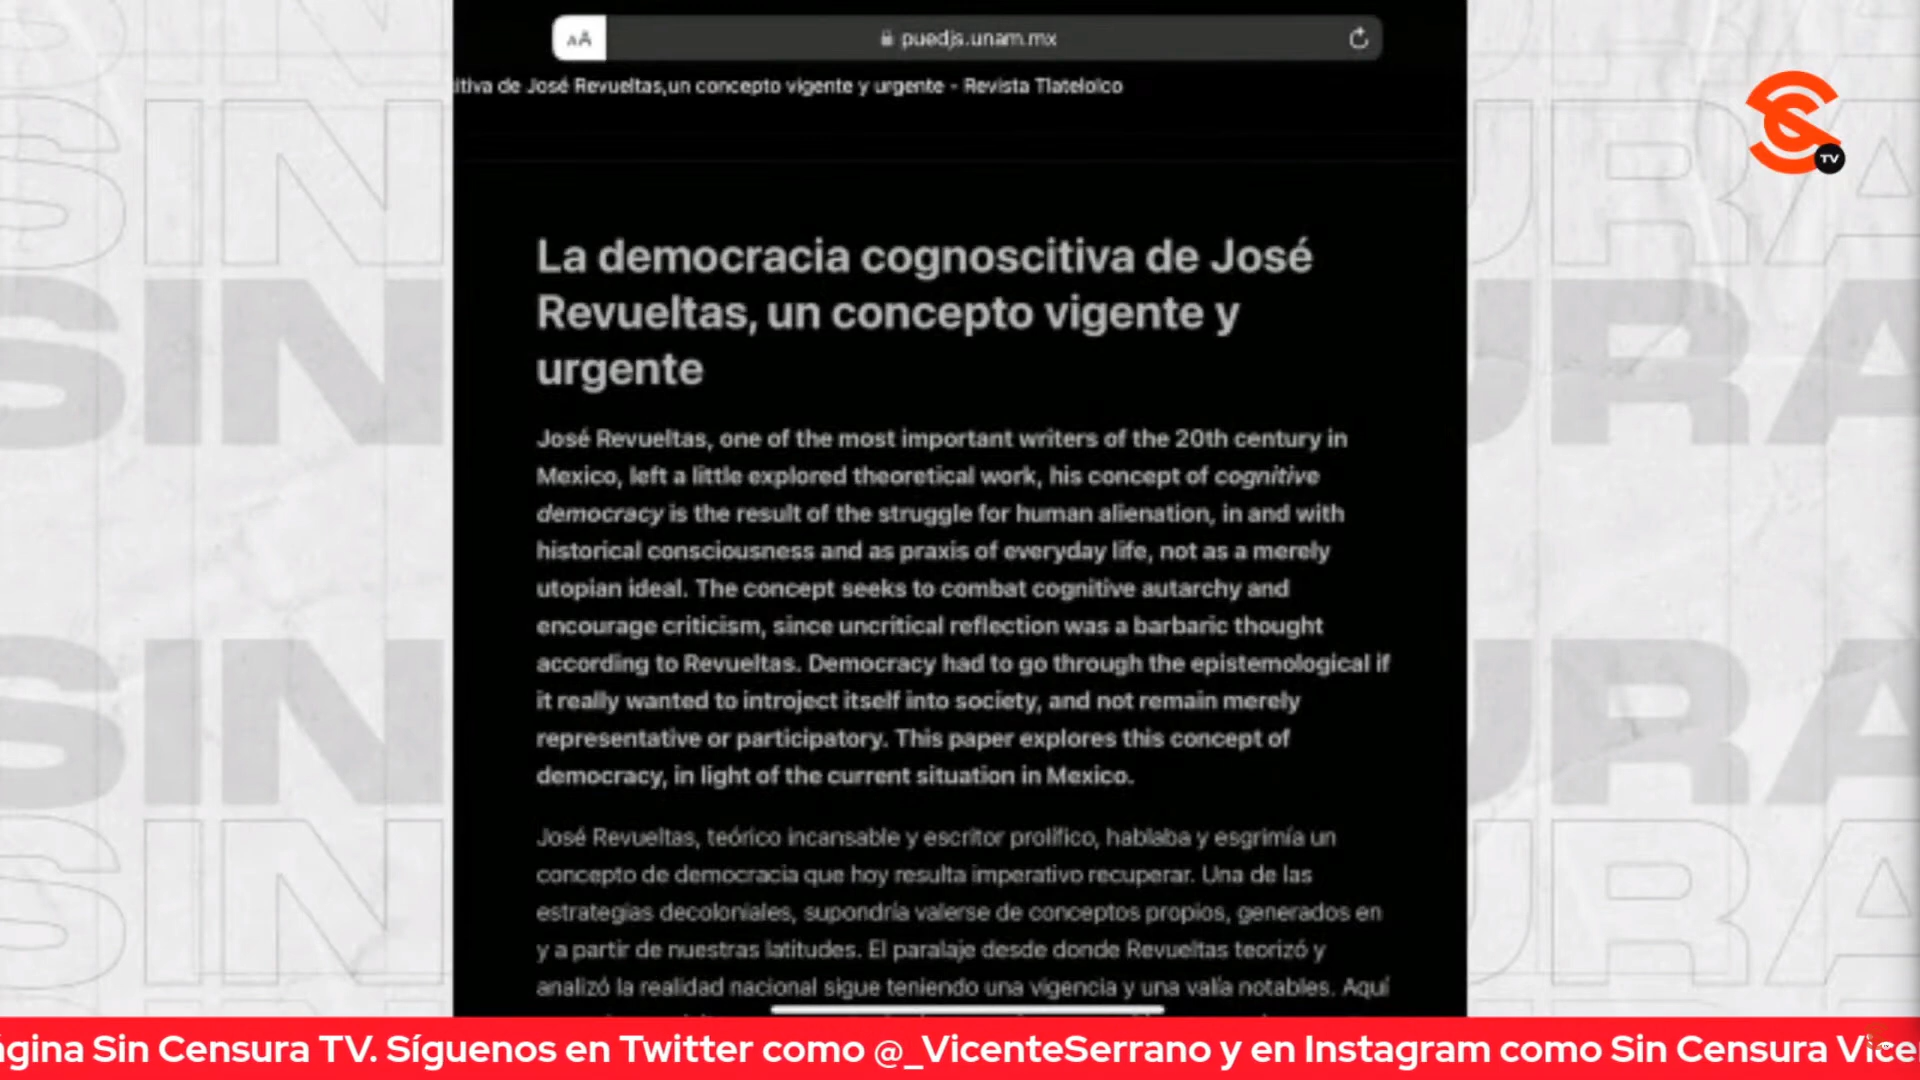 AA puedjs.unam.mx
itiva de José Revueltas,un concepto vigente y urgente - Revista Tlatelolco
TV
La democracia cognoscitiva de José
Revueltas, un concepto vigente y
urgente
José Revueltas, one of the most important writers of the 20th century in
Mexico, left a little explored theoretical work, his concept of cognitive
democracy is the result of the struggle for human alienation, in and with
historical consciousness and as praxis of everyday life, not as a merely
utopian ideal. The concept seeks to combat cognitive autarchy and
encourage criticism, since uncritical reflection was a barbaric thought
according to Revueltas. Democracy had to go through the epistemological if
it really wanted to introject itself into society, and not remain merely
representative or participatory. This paper explores this concept of
democracy, in light of the current situation in Mexico.
José Revueltas, teórico incansable y escritor prolífico, hablaba y esgrimía un
concepto de democracia que hoy resulta imperativo recuperar. Una de las
estrategias decoloniales, supondría valerse de conceptos propios, generados en
y a partir de nuestras latitudes. El paralaje desde donde Revueltas teorizó y
analizó la realidad nacional sigue teniendo una vigencia y una valía notables. Aquí
ágina Sin Censura TV. Síguenos en Twitter como @_VicenteSerrano y en Instagram como Sin Censura Vice